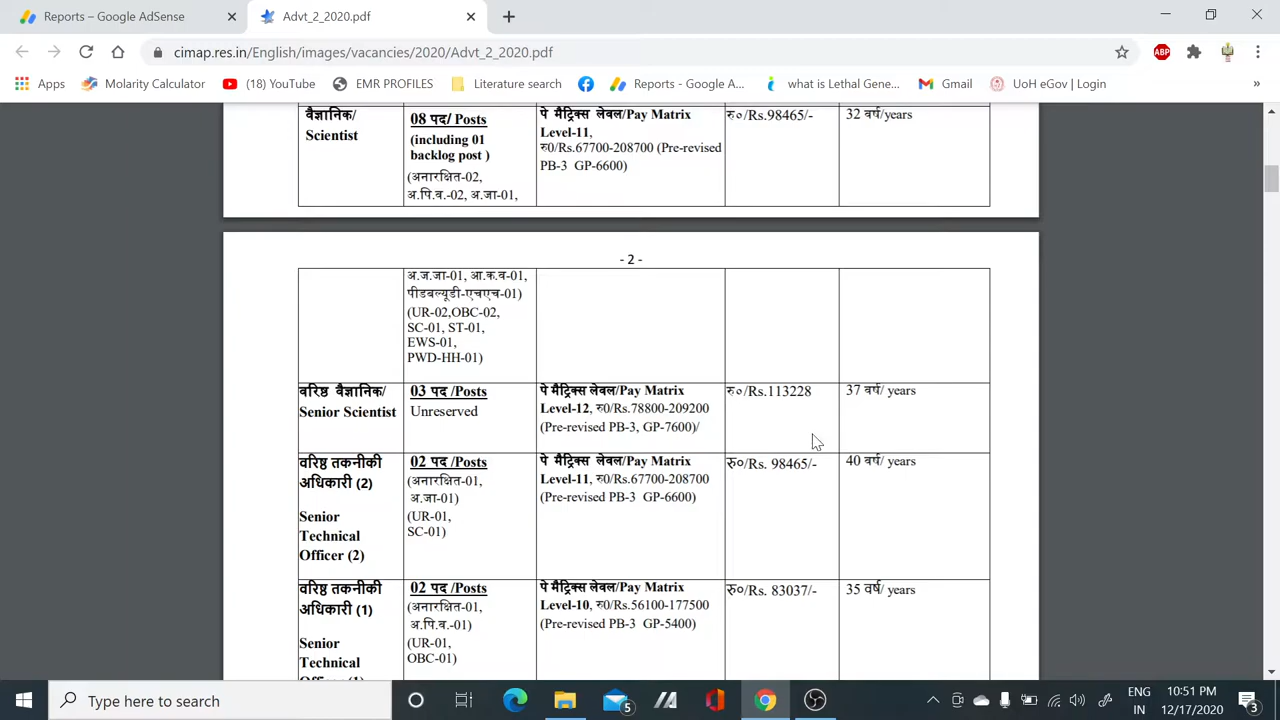 Reports – Google AdSense
Advt_2_2020.pdf
cimap.res.in/English/images/vacancies/2020/Advt_2_2020.pdf
ABP
Apps
Molarity Calculator
(18) YouTube
EMR PROFILES
Literature search
Reports - Google A...
what is Lethal Gene...
Gmail
UoH eGov | Login
»
वैज्ञानिक/
Scientist
08 पद/ Posts
(including 01
backlog post )
(अनारक्षित-02,
अ.पि.व.-02, अ.जा-01,
पे मैट्रिक्स लेवल/Pay Matrix
Level-11,
रु0/Rs.67700-208700 (Pre-revised
PB-3 GP-6600)
रु०/Rs.98465/-
32 वर्ष/years
- 2 -
अ.ज.जा-01, आ.क.व-01,
पीडबल्यूडी-एचएच-01)
(UR-02,OBC-02,
SC-01, ST-01,
EWS-01,
PWD-HH-01)
वरिष्ठ वैज्ञानिक/
Senior Scientist
03 पद /Posts
Unreserved
पे मैट्रिक्स लेवल/Pay Matrix
Level-12, रु0/Rs.78800-209200
(Pre-revised PB-3, GP-7600)/
रु०/Rs.113228
37 वर्ष/ years
वरिष्ठ तकनीकी
अधिकारी (2)
Senior
Technical
Officer (2)
02 पद /Posts
(अनारक्षित-01,
अ.जा-01)
(UR-01,
SC-01)
पे मैट्रिक्स लेवल/Pay Matrix
Level-11, रु0/Rs.67700-208700
(Pre-revised PB-3 GP-6600)
रु०/Rs. 98465/-
40 वर्ष/ years
वरिष्ठ तकनीकी
अधिकारी (1)
Senior
Technical
Officer (1)
02 पद /Posts
(अनारक्षित-01,
अ.पि.व.-01)
(UR-01,
OBC-01)
पे मैट्रिक्स लेवल/Pay Matrix
Level-10, रु0/Rs.56100-177500
(Pre-revised PB-3 GP-5400)
रु०/Rs. 83037/-
35 वर्ष/ years
Type here to search
5
ENG
IN
10:51 PM
12/17/2020
3